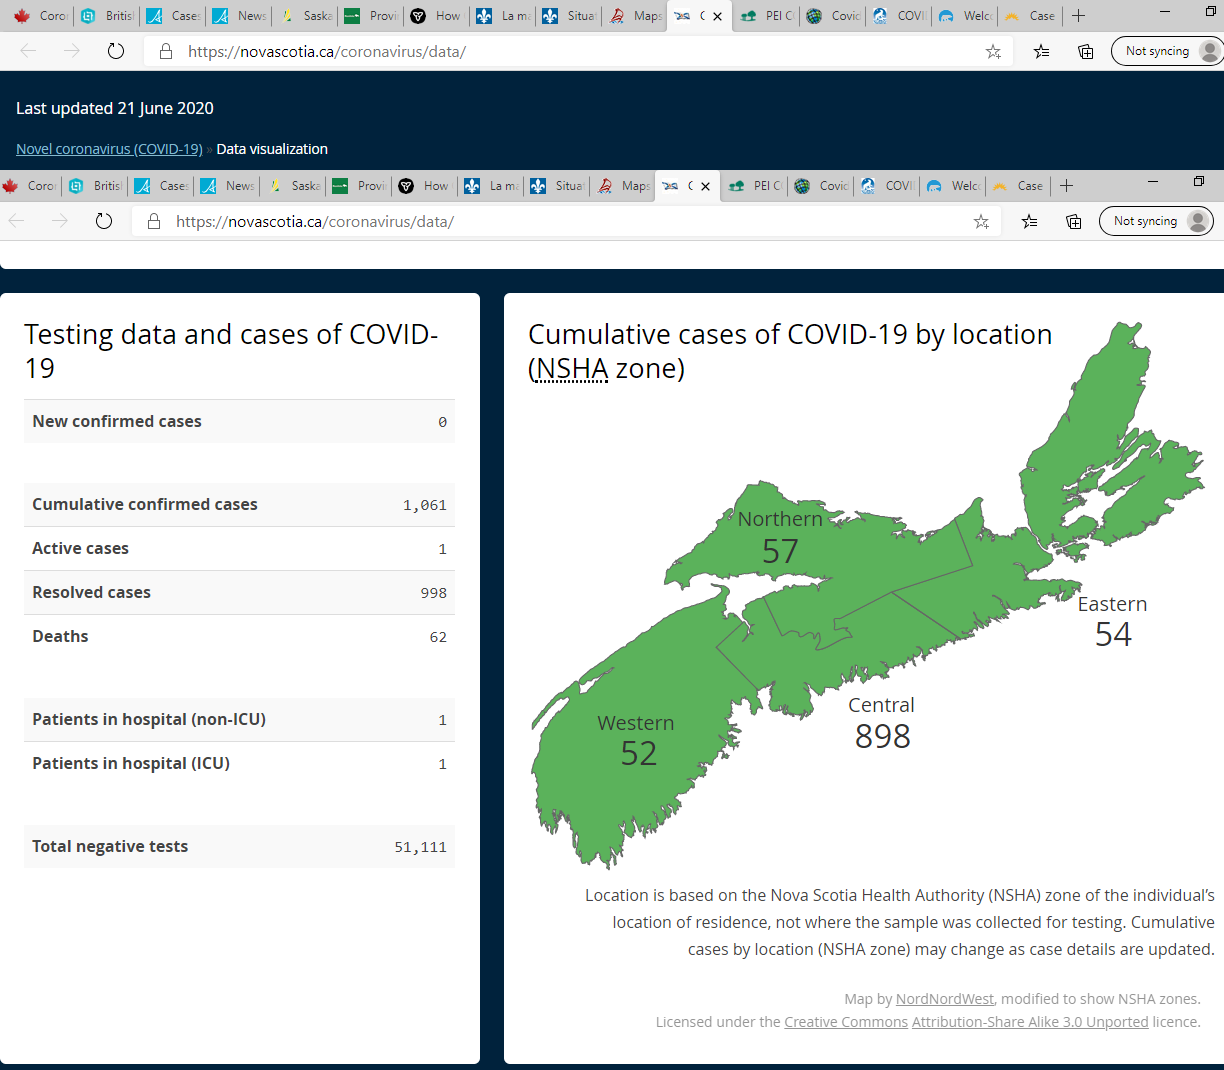 Coror Britisl Case: News Saska Provi How La ma Situat Maps C PEI C Covid COVI Welc Case
https://novascotia.ca/coronavirus/data/
Not syncing
Last updated 21 June 2020
Novel coronavirus (COVID-19) » Data visualization
Coro Britisl Case: News Saska Provi How La ma Situat Maps C PEI C Covid COVI Welc Case
https://novascotia.ca/coronavirus/data/
Not syncing
Testing data and cases of COVID-
19
New confirmed cases 0
Cumulative confirmed cases 1,061
Active cases 1
Resolved cases 998
Deaths 62
Patients in hospital (non-ICU) 1
Patients in hospital (ICU) 1
Total negative tests 51,111
Cumulative cases of COVID-19 by location
(NSHA zone)
Northern
57
Eastern
54
Central
898
Western
52
Location is based on the Nova Scotia Health Authority (NSHA) zone of the individual’s
location of residence, not where the sample was collected for testing. Cumulative
cases by location (NSHA zone) may change as case details are updated.
Map by NordNordWest, modified to show NSHA zones.
Licensed under the Creative Commons Attribution-Share Alike 3.0 Unported licence.